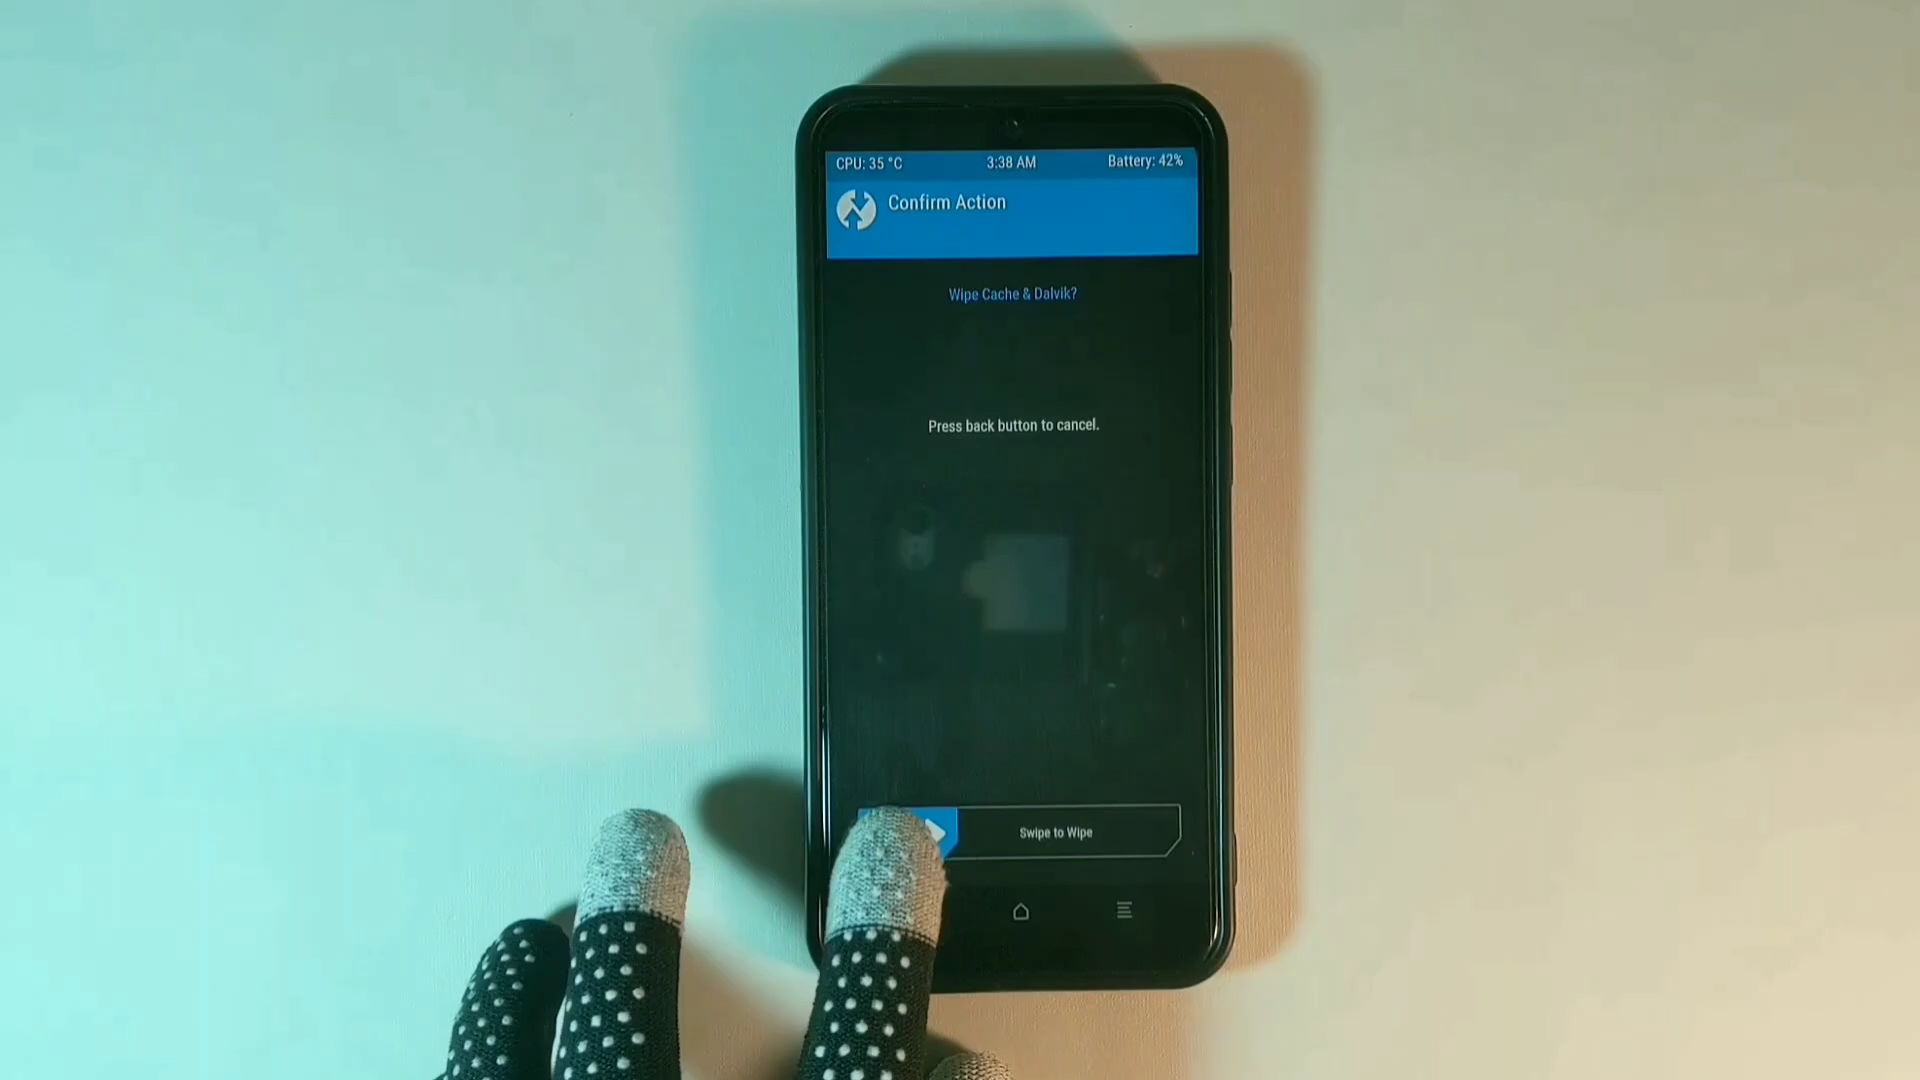 CPU: 35 °C 3:38 AM Battery: 42%
Confirm Action
Wipe Cache & Dalvik?
Press back button to cancel.
Swipe to Wipe